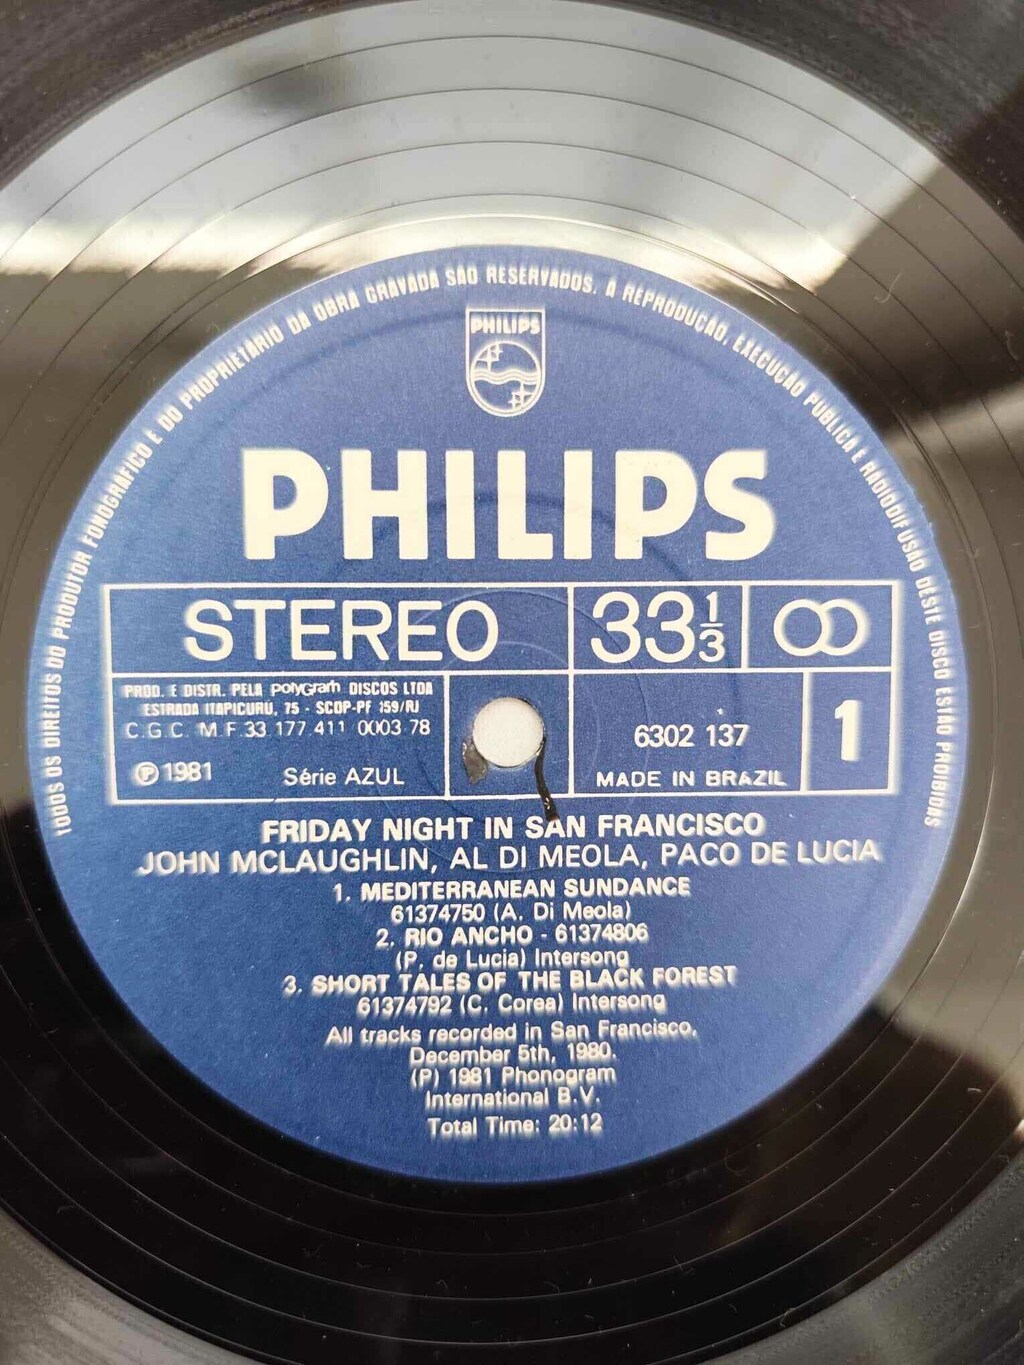 TODOS OS DIREITOS DO PRODUTOR FONOGRÁFICO E DO PROPRIETÁRIO DA OBRA GRAVADA SÃO RESERVADOS. A REPRODUÇÃO, EXECUÇÃO PÚBLICA E RADIODIFUSÃO DESTE DISCO ESTÃO PROIBIDAS
PHILIPS
PHILIPS
STEREO
33 1/3
PROD. E DISTR. PELA polyGram DISCOS LTDA
ESTRADA ITAPICURU, 75 - SCDP-PF 159/RJ
C.G.C. M.F.33.177.411 0003-78
℗ 1981 Série AZUL
6302 137
MADE IN BRAZIL
1
FRIDAY NIGHT IN SAN FRANCISCO
JOHN MCLAUGHLIN, AL DI MEOLA, PACO DE LUCIA
1. MEDITERRANEAN SUNDANCE
61374750 (A. Di Meola)
2. RIO ANCHO - 61374806
(P. de Lucia) Intersong
3. SHORT TALES OF THE BLACK FOREST
61374792 (C. Corea) Intersong
All tracks recorded in San Francisco,
December 5th, 1980.
(P) 1981 Phonogram
International B.V.
Total Time: 20:12